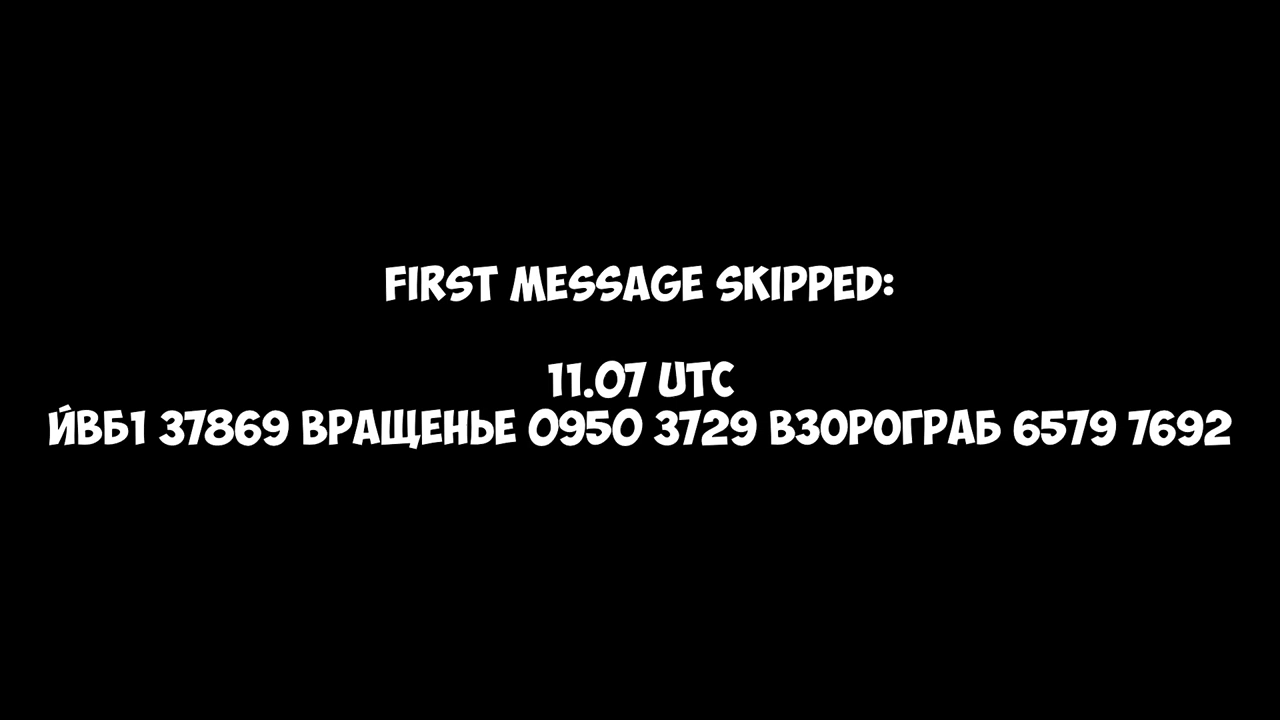 FIRST MESSAGE SKIPPED:
11.07 UTC
ЙВБ1 37869 ВРАЩЕНЬЕ 0950 3729 ВЗОРОГРАБ 6579 7692